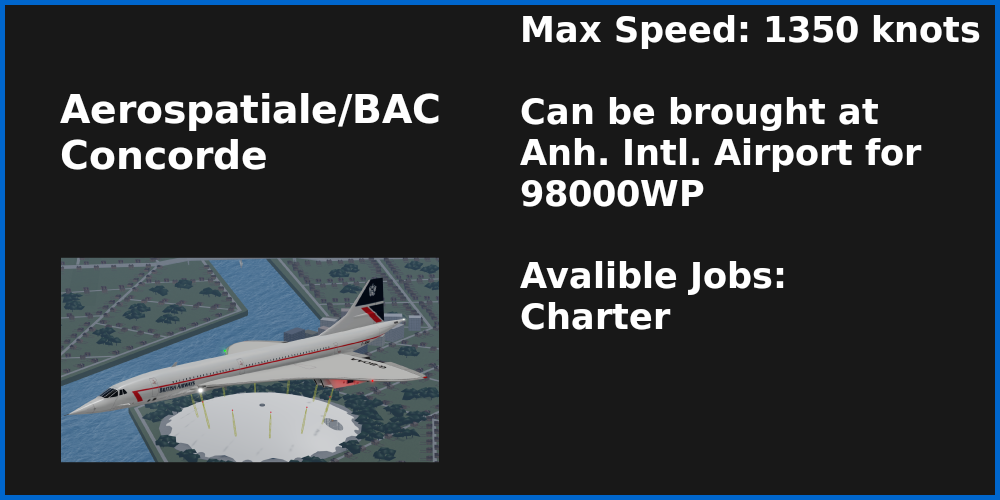 Aerospatiale/BAC
Concorde
Max Speed: 1350 knots
Can be brought at
Anh. Intl. Airport for
98000WP
Avalible Jobs:
Charter